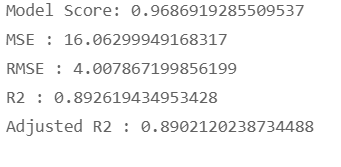 Model Score: 0.9686919285509537
MSE : 16.06299949168317
RMSE : 4.007867199856199
R2 : 0.892619434953428
Adjusted R2 : 0.8902120238734488